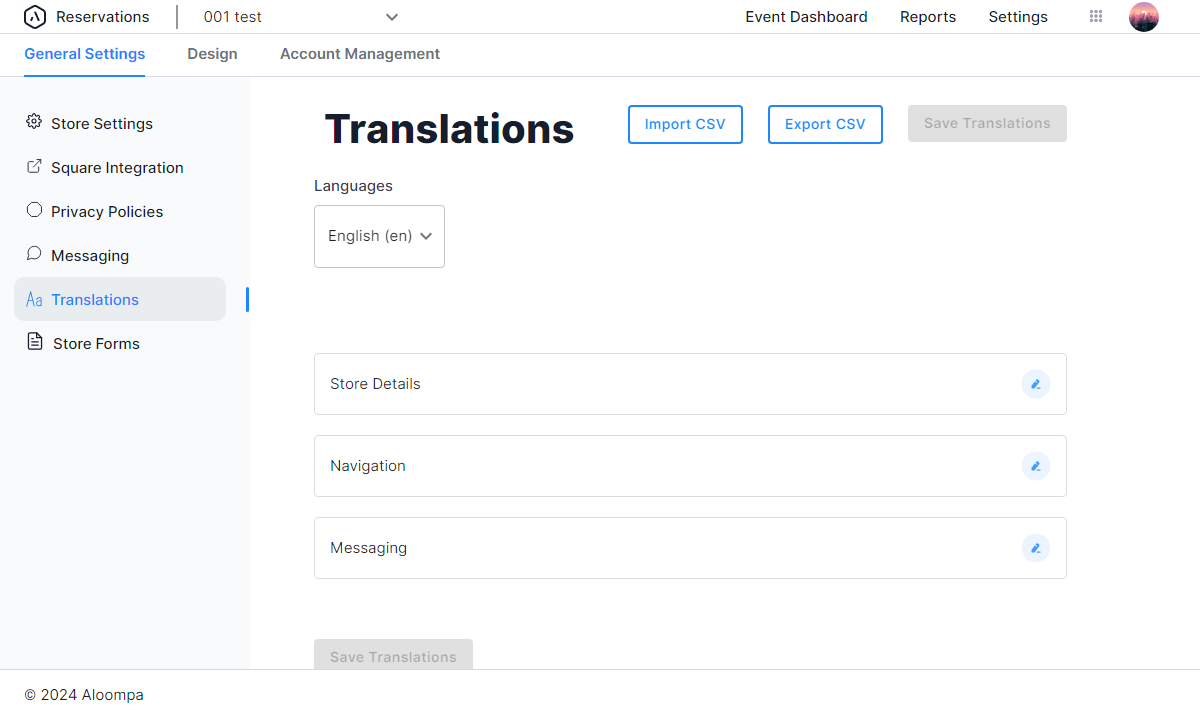 Reservations
001 test
Event Dashboard
Reports
Settings
General Settings
Design
Account Management
Store Settings
Square Integration
Privacy Policies
Messaging
Aa Translations
Store Forms
Translations
Import CSV
Export CSV
Save Translations
Languages
English (en)
Store Details
Navigation
Messaging
Save Translations
© 2024 Aloompa